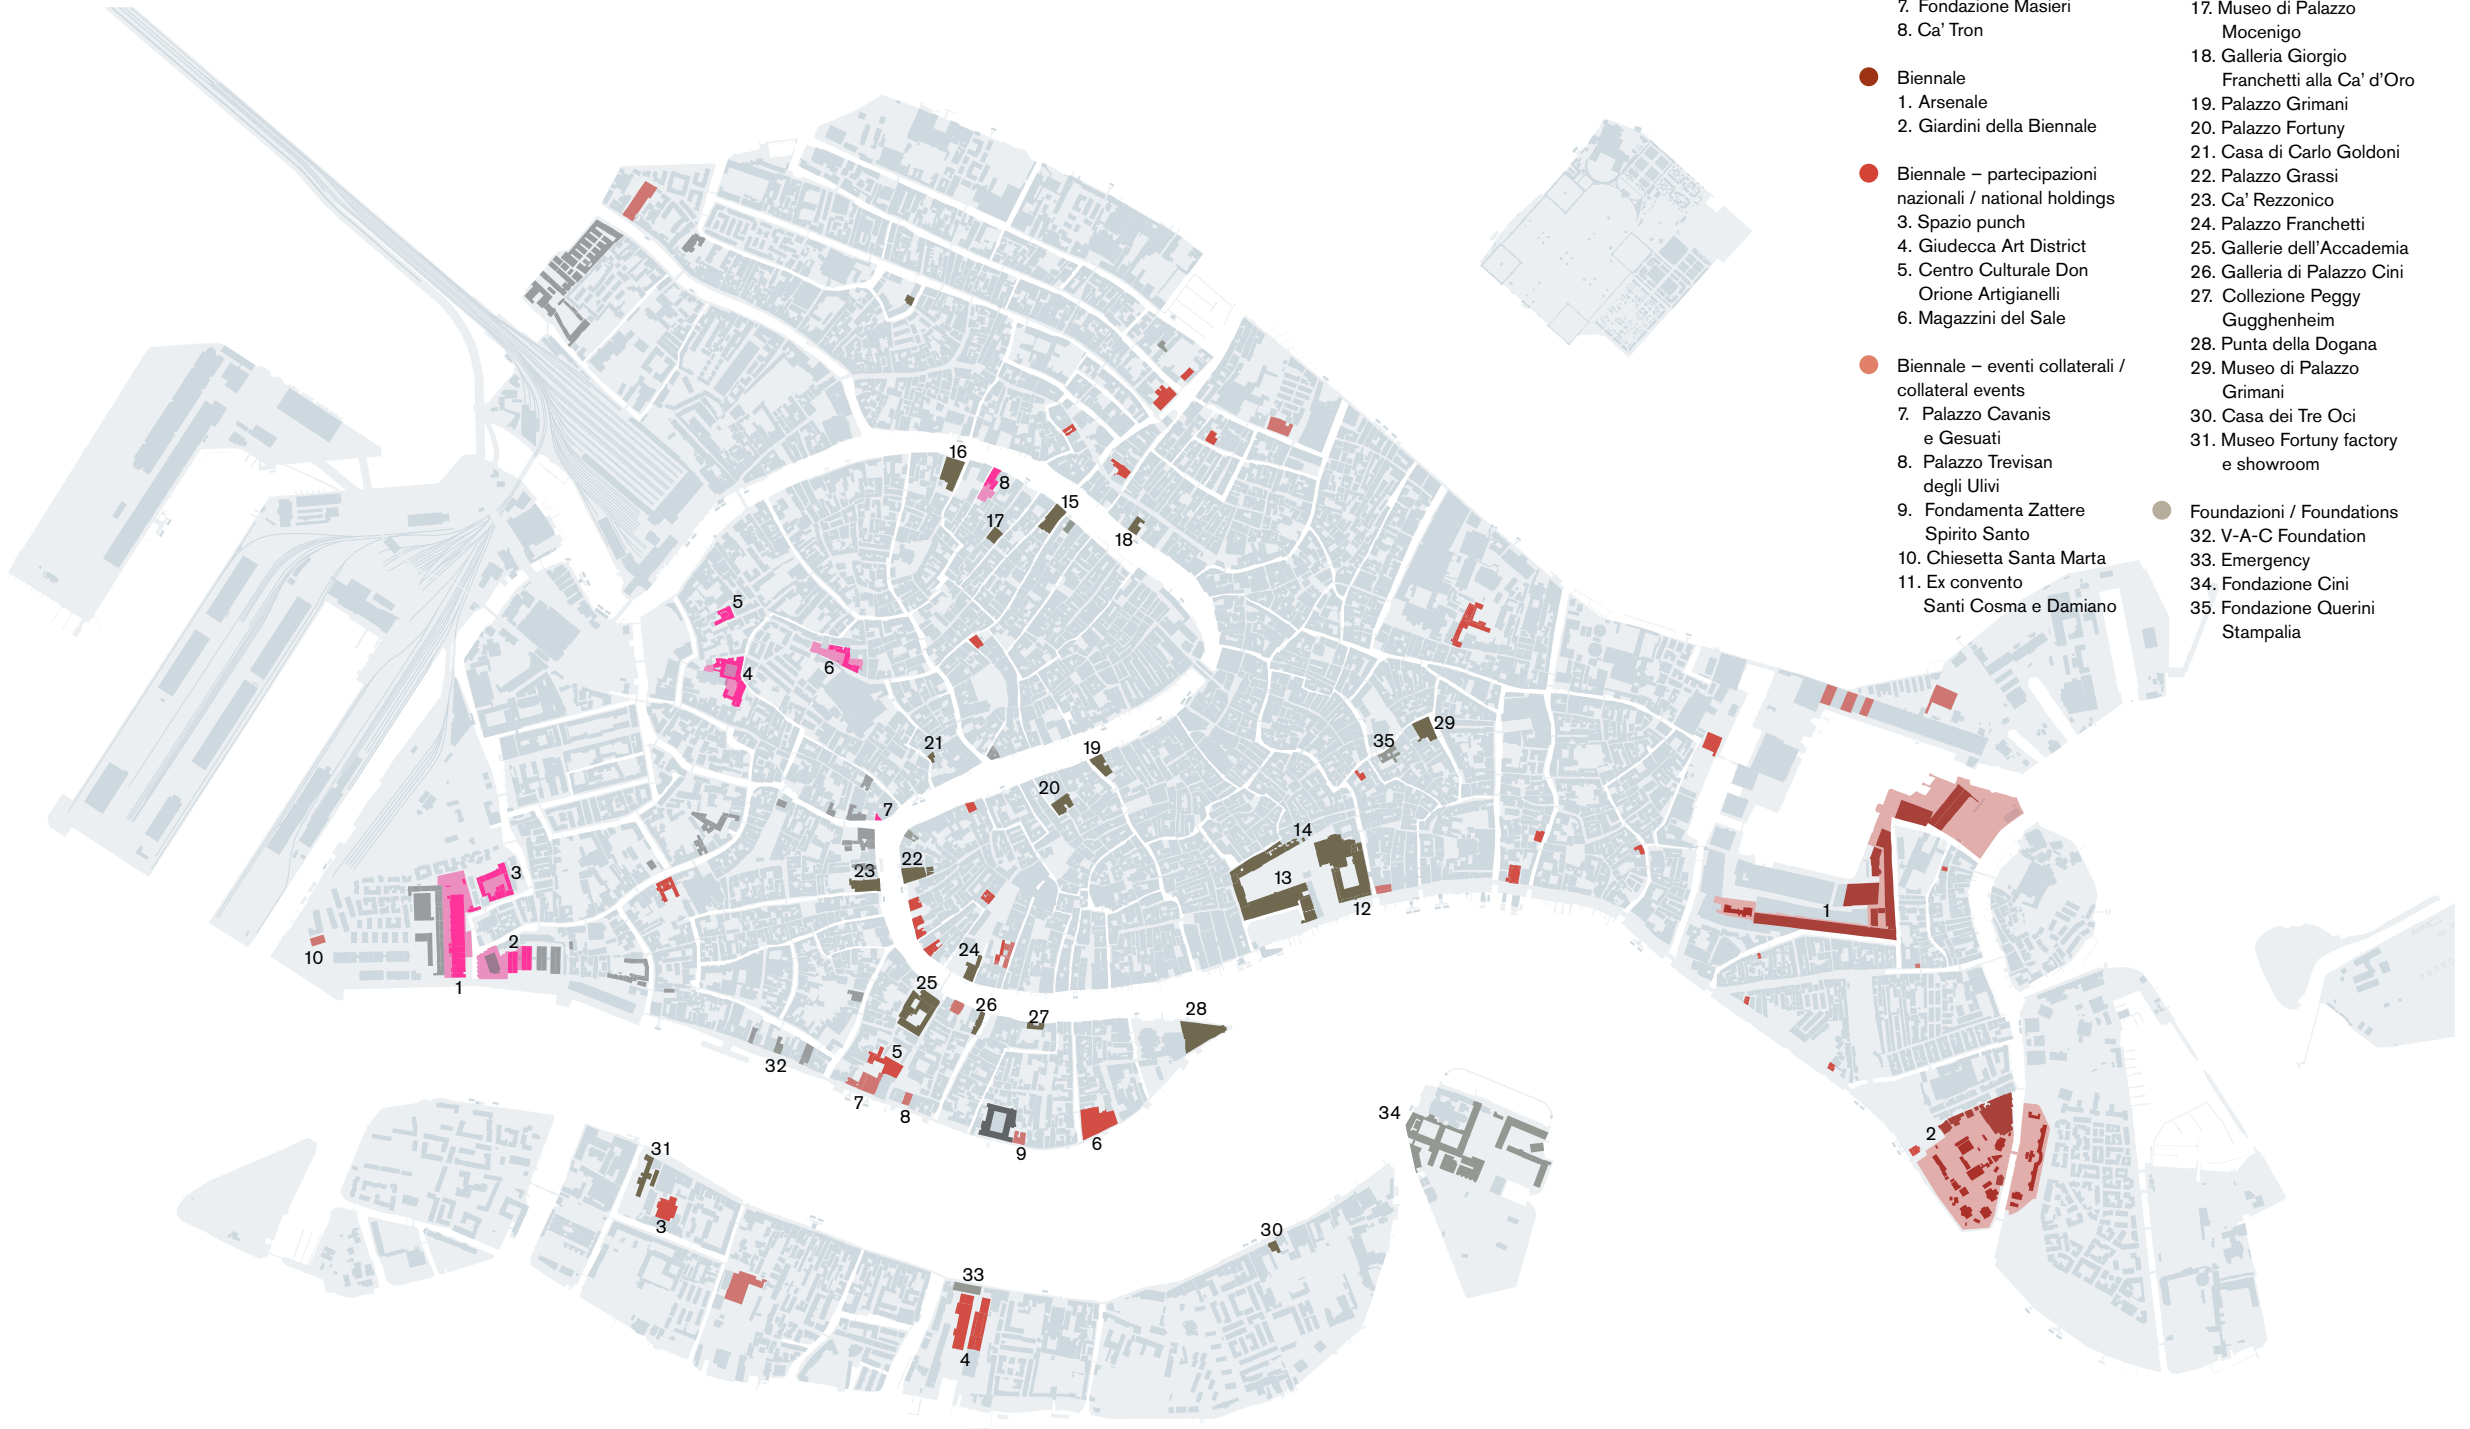 7. Fondazione Masieri
8. Ca’ Tron
Biennale
1. Arsenale
2. Giardini della Biennale
Biennale – partecipazioni
nazionali / national holdings
3. Spazio punch
4. Giudecca Art District
5. Centro Culturale Don
Orione Artigianelli
6. Magazzini del Sale
Biennale – eventi collaterali /
collateral events
7. Palazzo Cavanis
e Gesuati
8. Palazzo Trevisan
degli Ulivi
9. Fondamenta Zattere
Spirito Santo
10. Chiesetta Santa Marta
11. Ex convento
Santi Cosma e Damiano
17. Museo di Palazzo
Mocenigo
18. Galleria Giorgio
Franchetti alla Ca’ d’Oro
19. Palazzo Grimani
20. Palazzo Fortuny
21. Casa di Carlo Goldoni
22. Palazzo Grassi
23. Ca’ Rezzonico
24. Palazzo Franchetti
25. Gallerie dell’Accademia
26. Galleria di Palazzo Cini
27. Collezione Peggy
Gugghenheim
28. Punta della Dogana
29. Museo di Palazzo
Grimani
30. Casa dei Tre Oci
31. Museo Fortuny factory
e showroom
Foundazioni / Foundations
32. V-A-C Foundation
33. Emergency
34. Fondazione Cini
35. Fondazione Querini
Stampalia
16
8
15
17
18
5
6
4
29
35
21
19
20
7
14
22
23
13
3
12
1
2
24
10
1
25
26
27
28
5
32
7
8
34
6
2
9
31
3
30
33
4